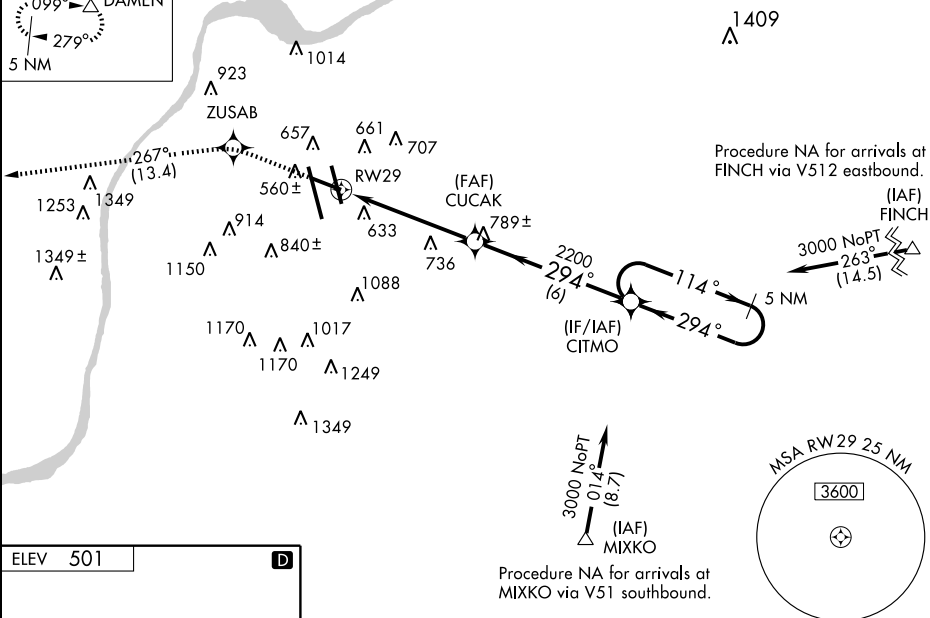 099°
DAMEN
279°
5 NM
1014
1409
923
ZUSAB
657
661
707
267°
(13.4)
560±
RW29
Procedure NA for arrivals at
FINCH via V512 eastbound.
(IAF)
FINCH
(FAF)
CUCAK
1349
1253
914
633
789±
3000 NoPT
263°
(14.5)
1150
840±
736
2200
294°
(6)
114°
5 NM
1349±
1088
(IF/IAF)
CITMO
294°
1170
1017
1170
1249
1349
3000 NoPT
014°
(8.7)
MSA RW29 25 NM
3600
(IAF)
MIXKO
Procedure NA for arrivals at
MIXKO via V51 southbound.
ELEV 501
D